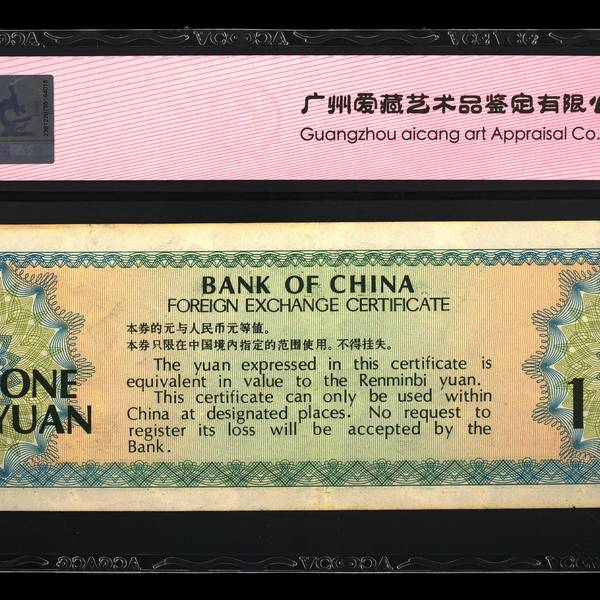 广州爱藏艺术品鉴定有限
Guangzhou aicang art Appraisal Co.
BANK OF CHINA
FOREIGN EXCHANGE CERTIFICATE
本券的元与人民币元等值。
本券只限在中国境内指定的范围使用。不得挂失。
The yuan expressed in this certificate is
equivalent in value to the Renminbi yuan.
This certificate can only be used within
China at designated places. No request to
register its loss will be accepted by the
Bank.
ONE
YUAN
1